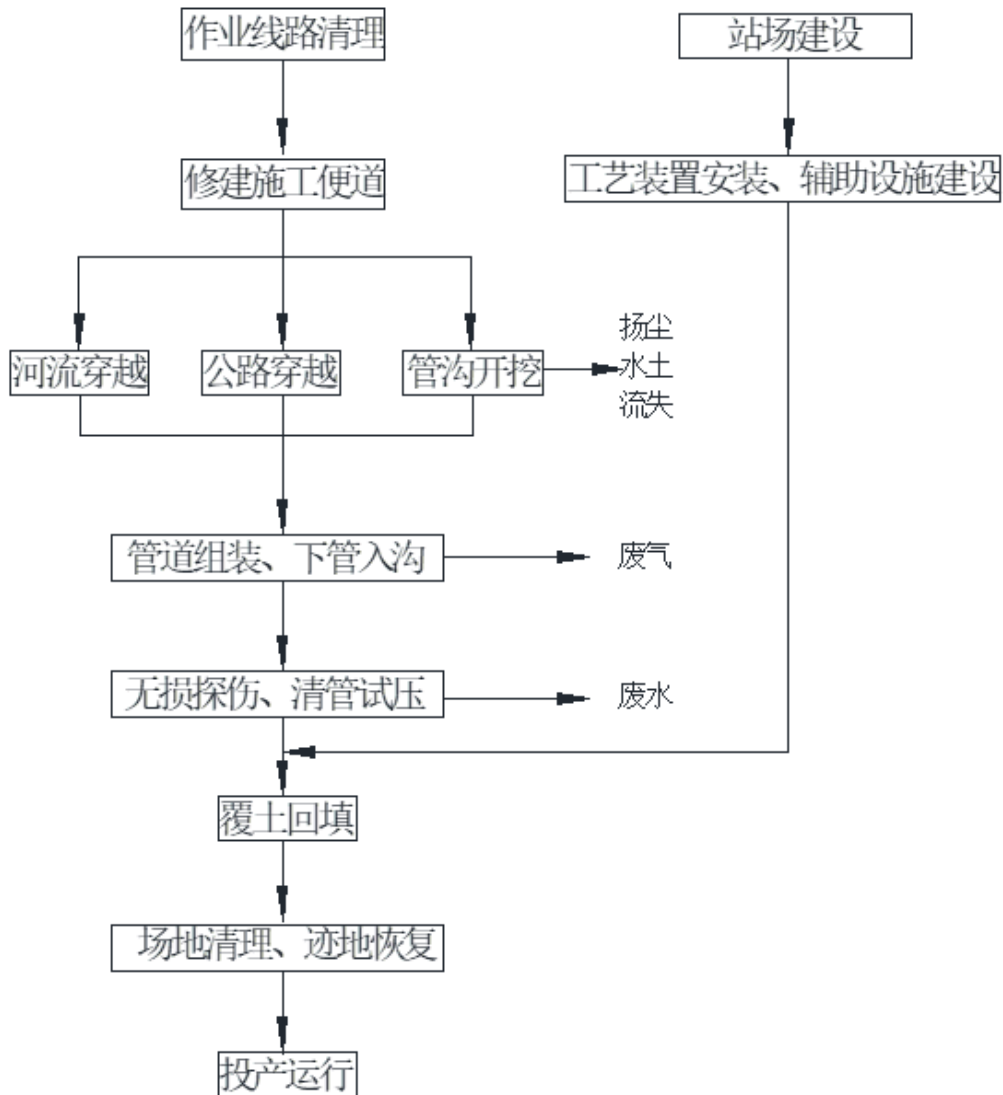 作业线路清理
站场建设
修建施工便道
工艺装置安装、辅助设施建设
河流穿越
公路穿越
管沟开挖
扬尘
水土
流失
管道组装、下管入沟
废气
无损探伤、清管试压
废水
覆土回填
场地清理、迹地恢复
投产运行